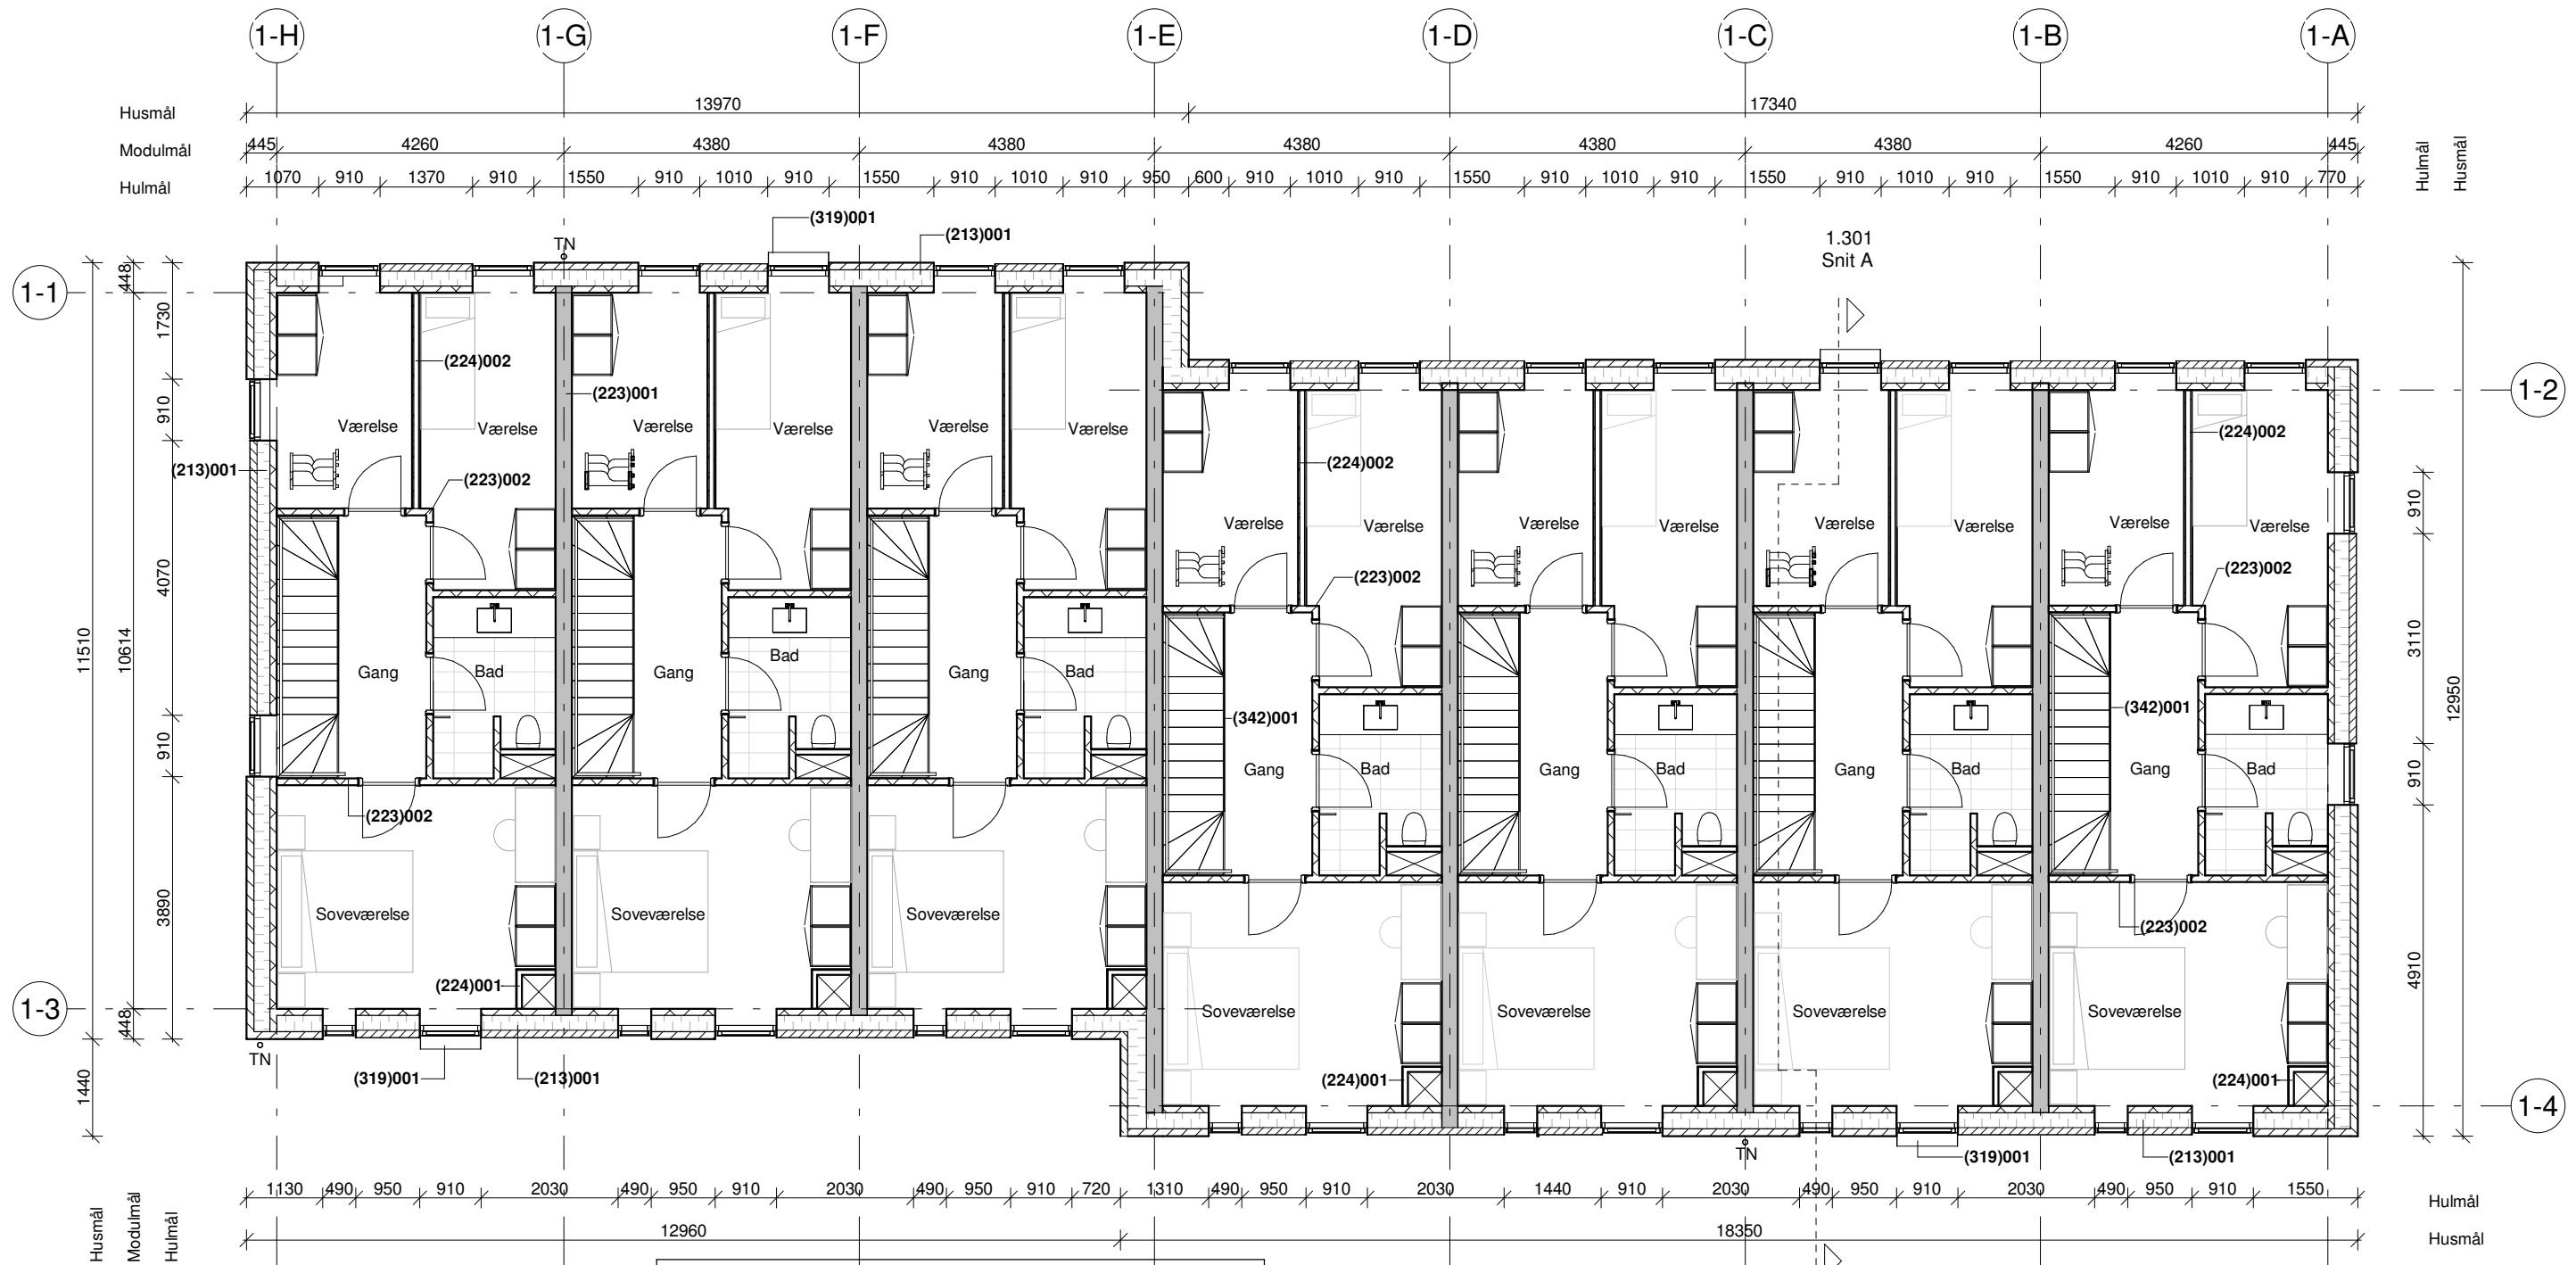 1-H 1-G 1-F 1-E 1-D 1-C 1-B 1-A
Husmål 13970 17340
Modulmål 445 4260 4380 4380 4380 4380 4380 4260 445
Hulmål 1070 910 1370 910 1550 910 1010 910 1550 910 1010 910 950 600 910 1010 910 1550 910 1010 910 1550 910 1010 910 1550 910 1010 910 770
Hulmål
Husmål
(319)001
(213)001
TN
1.301
Snit A
1-1
448
1730
(224)002
(223)001
1-2
910
Værelse Værelse Værelse Værelse Værelse Værelse
(224)002
(213)001
(224)002
(223)002
910
Værelse Værelse Værelse Værelse Værelse Værelse Værelse Værelse
(223)002
(223)002
4070
11510
10614
3110
12950
Gang Bad Gang Bad Gang Bad
(342)001
(342)001
910
910
Gang Bad Gang Bad Gang Bad Gang Bad
(223)002
3890
Soveværelse Soveværelse Soveværelse
(223)002
4910
(224)001
1-3
448
Soveværelse Soveværelse Soveværelse Soveværelse
TN
(319)001
(213)001
(224)001
(224)001
1440
1-4
TN
(319)001
(213)001
1130 490 950 910 2030 490 950 910 2030 490 950 910 720 1310 490 950 910 2030 1440 910 2030 490 950 910 2030 490 950 910 1550
Hulmål
12960 18350
Husmål
Husmål
Modulmål
Hulmål